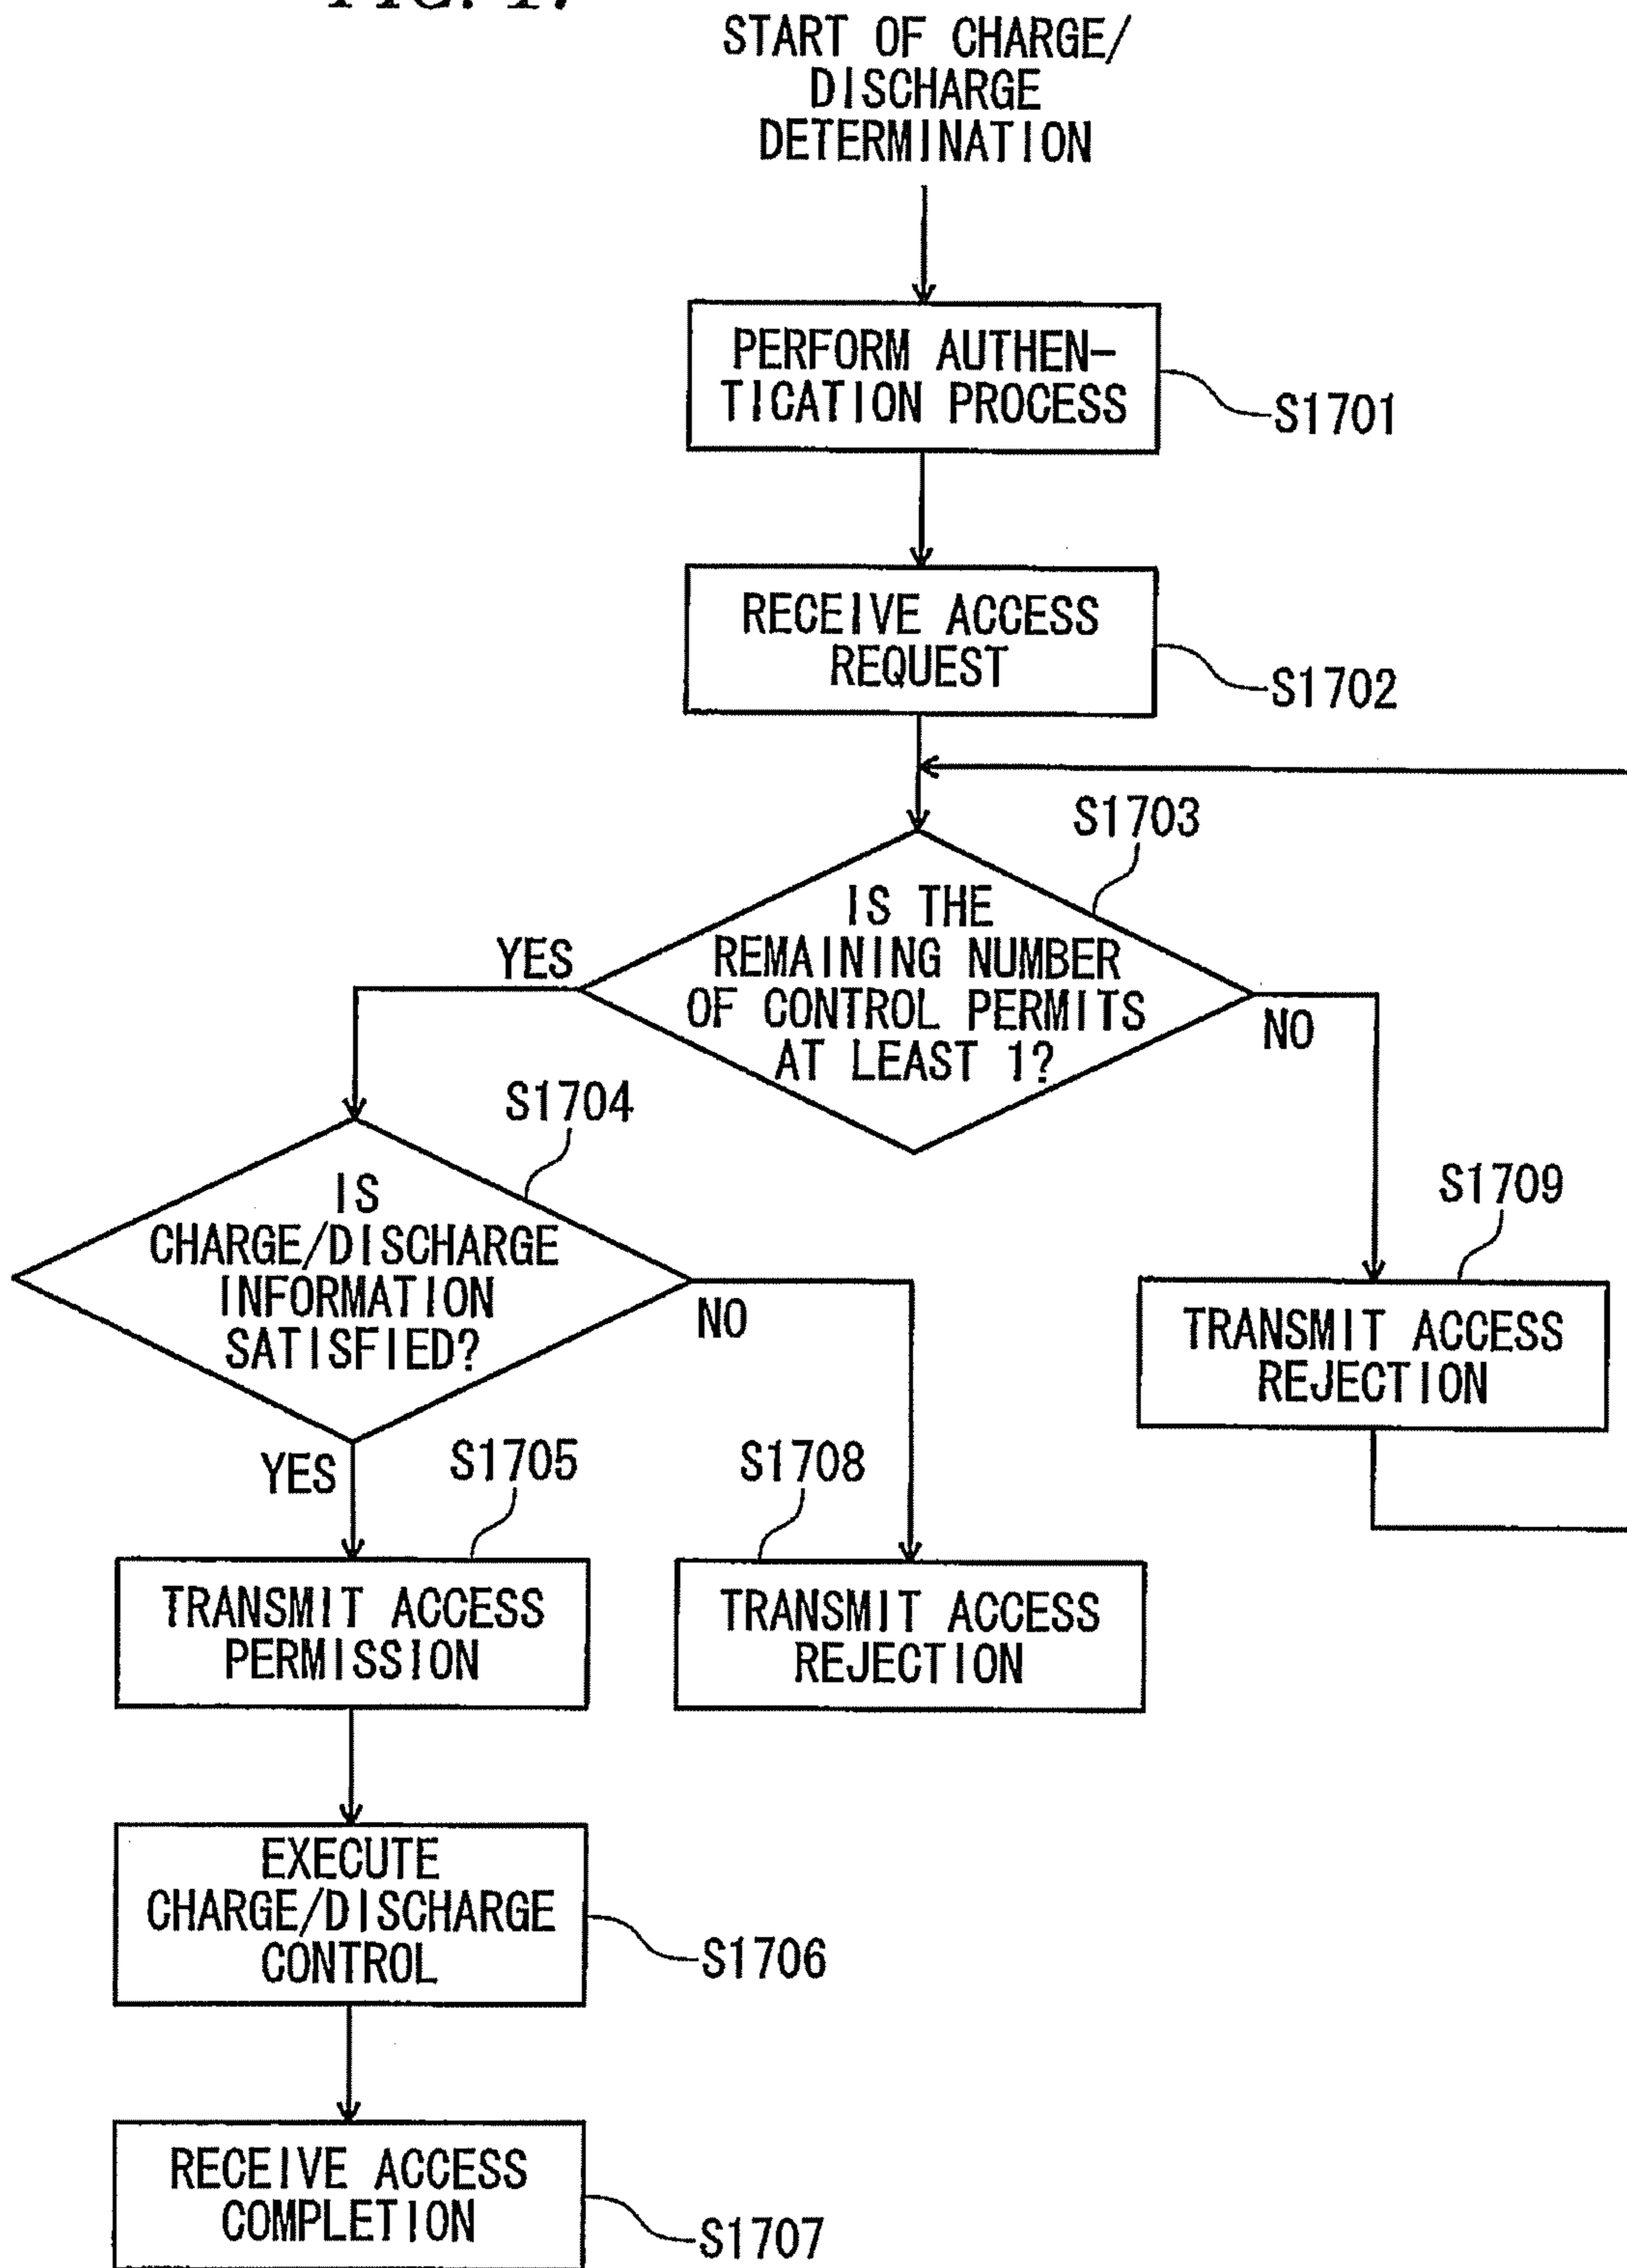 FIG. 17
START OF CHARGE/
DISCHARGE
DETERMINATION
PERFORM AUTHEN-
TICATION PROCESS
S1701
RECEIVE ACCESS
REQUEST
S1702
S1703
IS THE
REMAINING NUMBER
OF CONTROL PERMITS
AT LEAST 1?
YES
NO
S1704
IS
CHARGE/DISCHARGE
INFORMATION
SATISFIED?
NO
YES
S1709
TRANSMIT ACCESS
REJECTION
S1705
TRANSMIT ACCESS
PERMISSION
S1708
TRANSMIT ACCESS
REJECTION
EXECUTE
CHARGE/DISCHARGE
CONTROL
S1706
RECEIVE ACCESS
COMPLETION
S1707